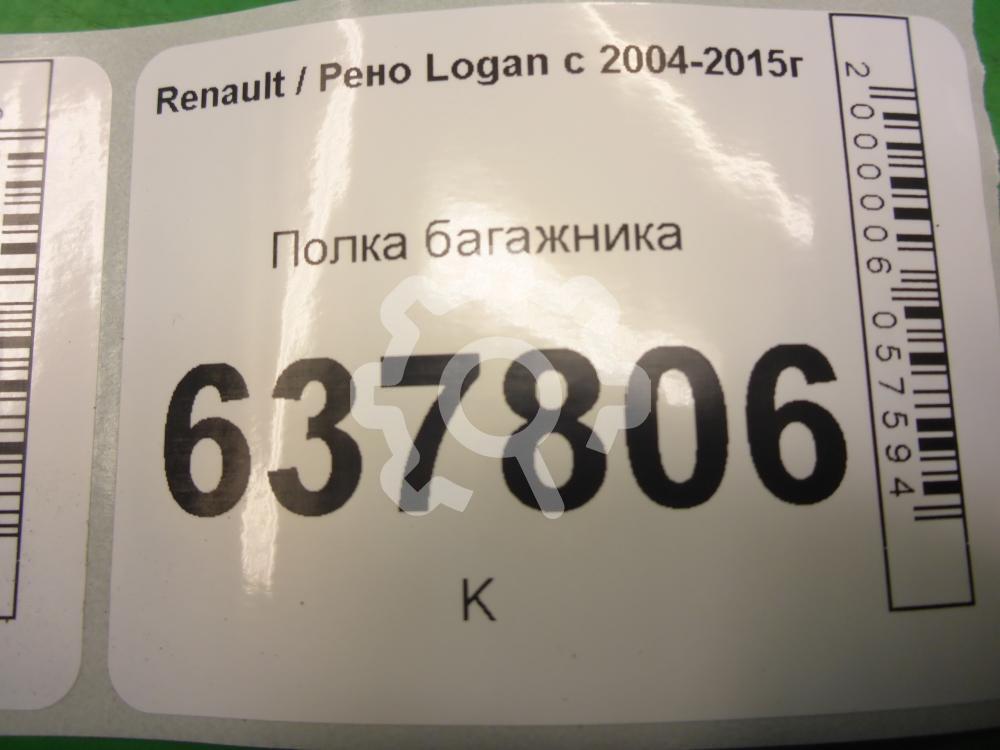 Renault / Рено Logan с 2004-2015г
Полка багажника
637806
К
2000006057594